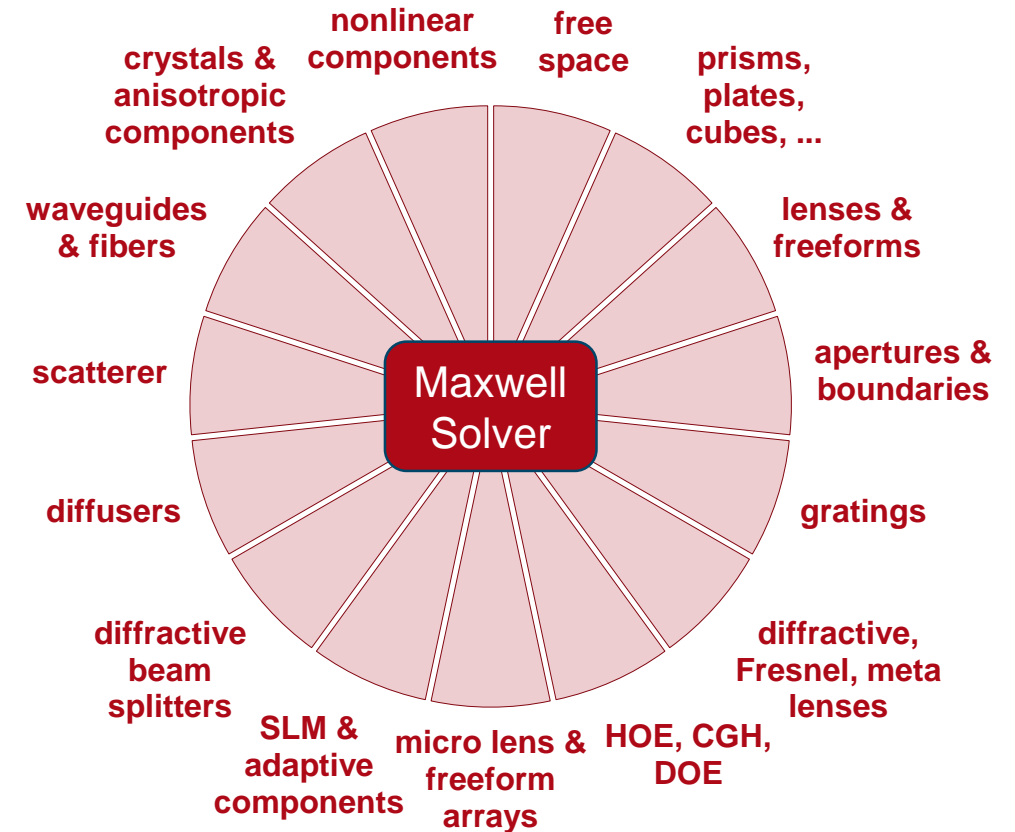 nonlinear
components
free
space
prisms,
plates,
cubes, ...
lenses &
freeforms
apertures &
boundaries
gratings
diffractive,
Fresnel, meta
lenses
HOE, CGH,
DOE
micro lens &
freeform
arrays
SLM &
adaptive
components
diffractive
beam
splitters
diffusers
scatterer
waveguides
& fibers
crystals &
anisotropic
components
Maxwell
Solver